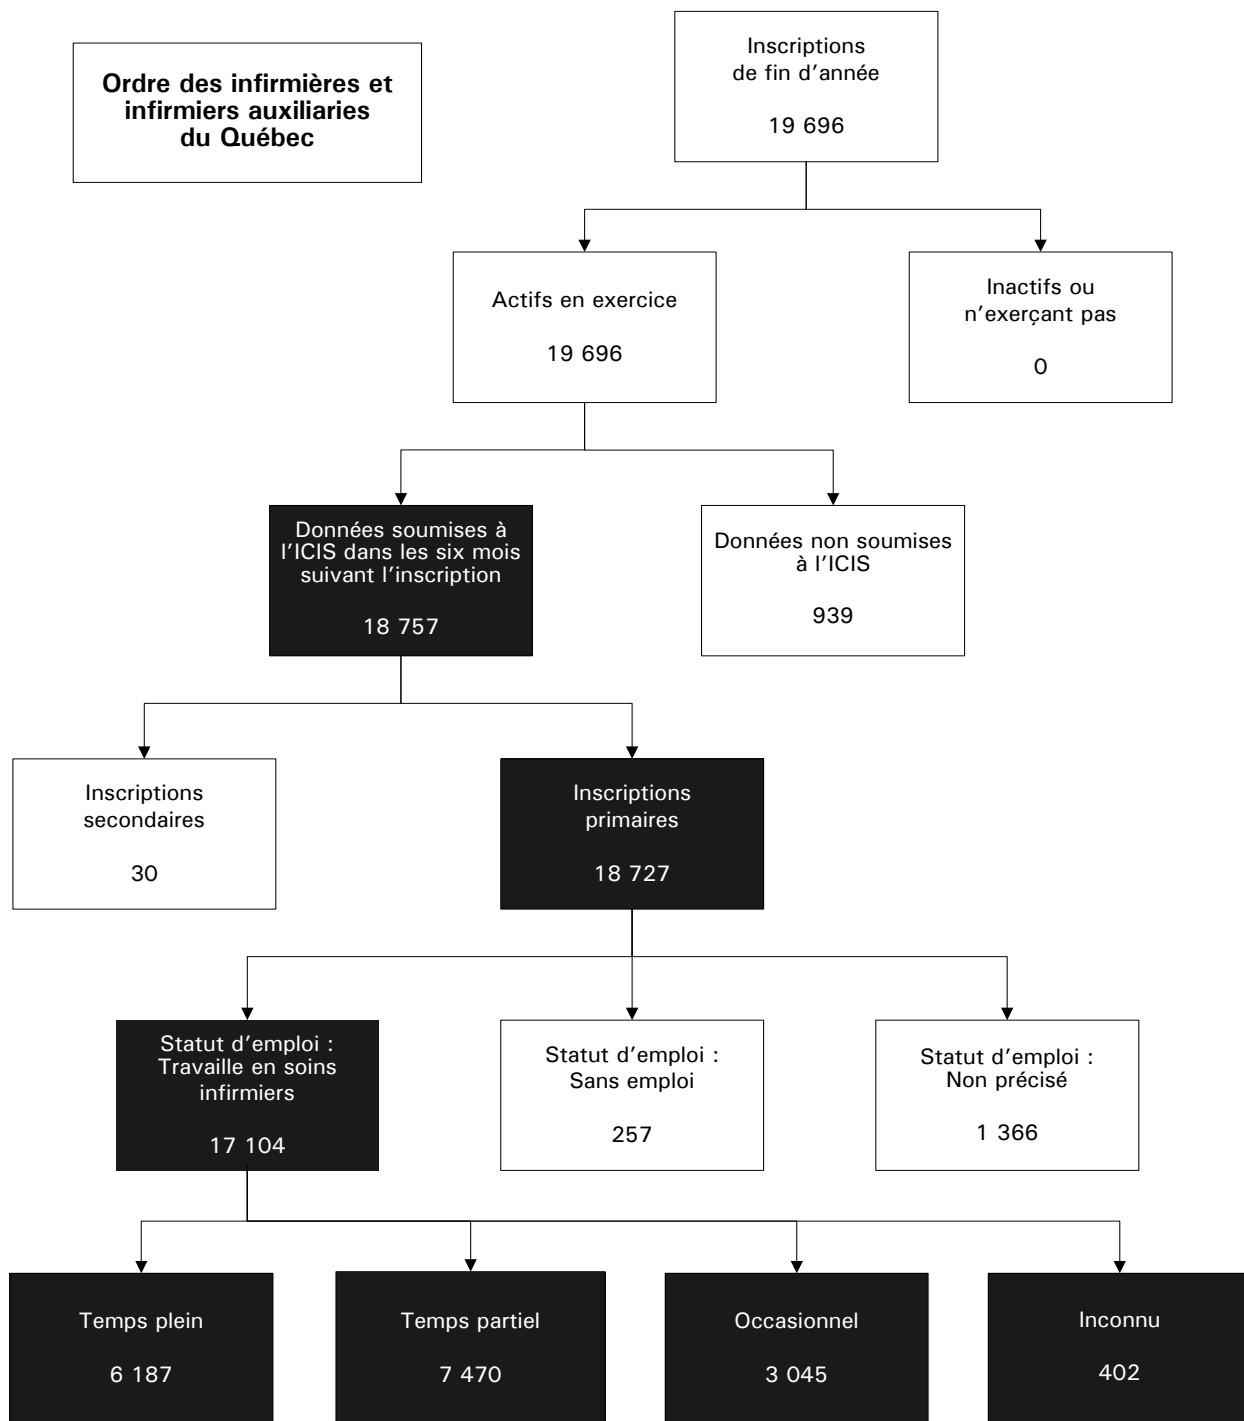 Ordre des infirmières et
infirmiers auxiliaries
du Québec
Inscriptions
de fin d'année
19 696
Actifs en exercice
19 696
Inactifs ou
n'exerçant pas
0
Données soumises à
l'ICIS dans les six mois
suivant l'inscription
18 757
Données non soumises
à l'ICIS
939
Inscriptions
secondaires
30
Inscriptions
primaires
18 727
Statut d'emploi :
Travaille en soins
infirmiers
17 104
Statut d'emploi :
Sans emploi
257
Statut d'emploi :
Non précisé
1 366
Temps plein
6 187
Temps partiel
7 470
Occasionnel
3 045
Inconnu
402